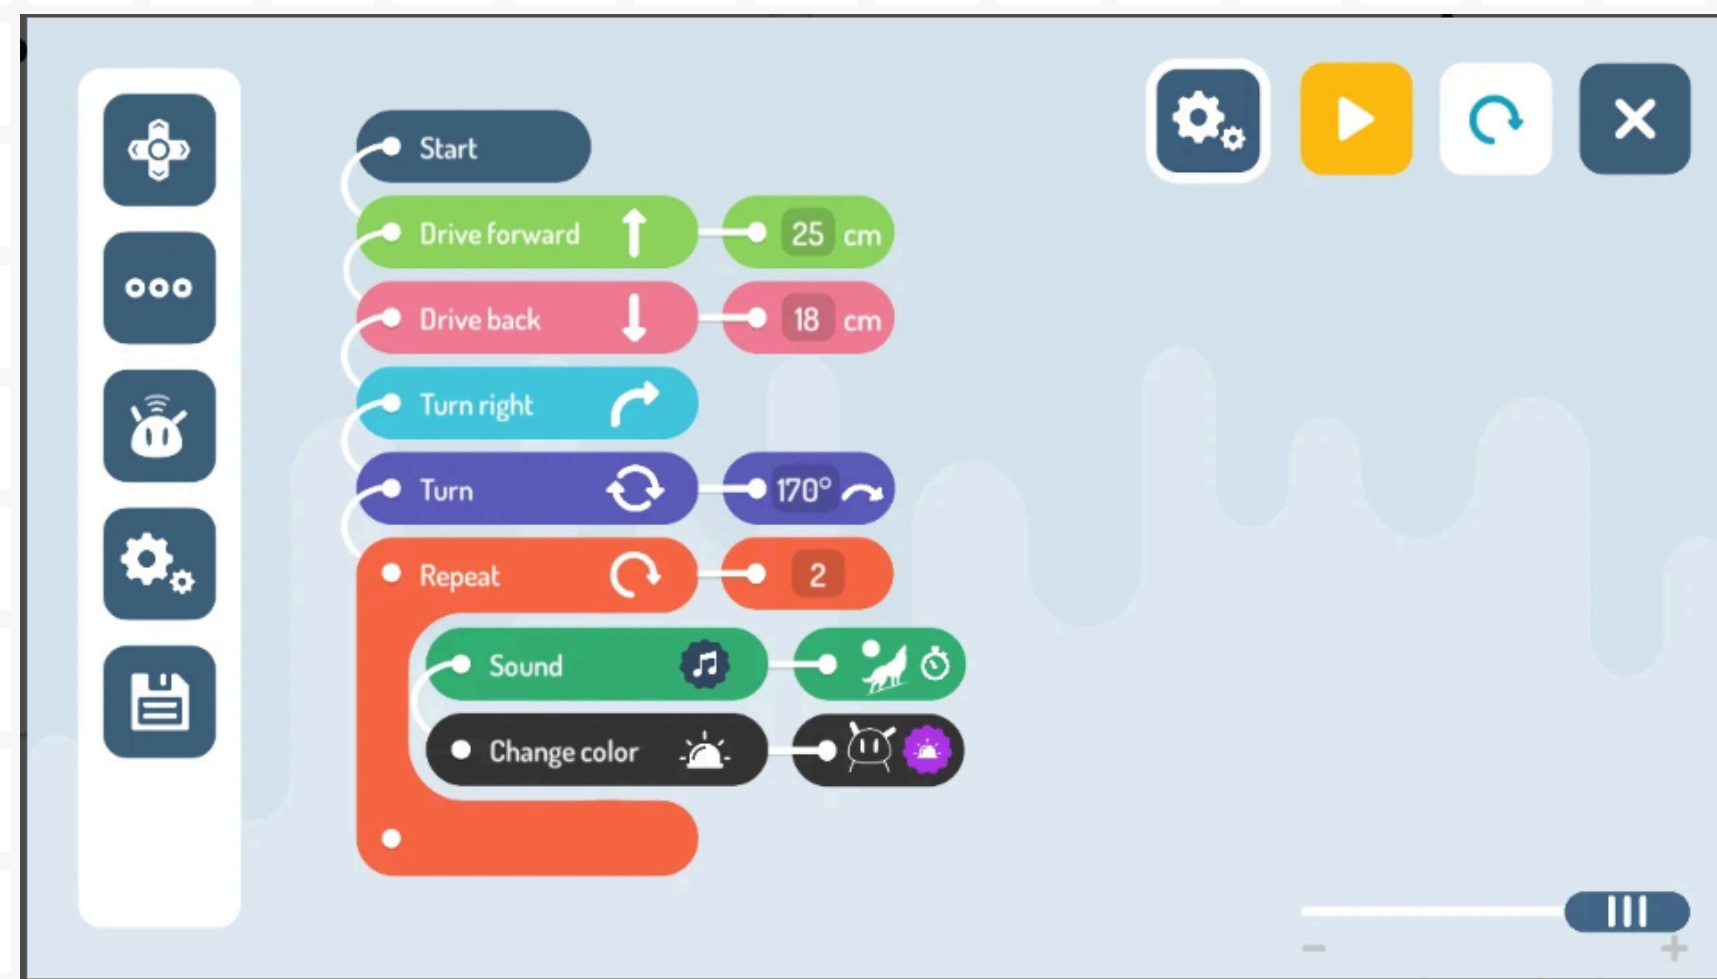 Start
Drive forward 25 cm
Drive back 18 cm
Turn right
Turn 170°
Repeat 2
Sound
Change color